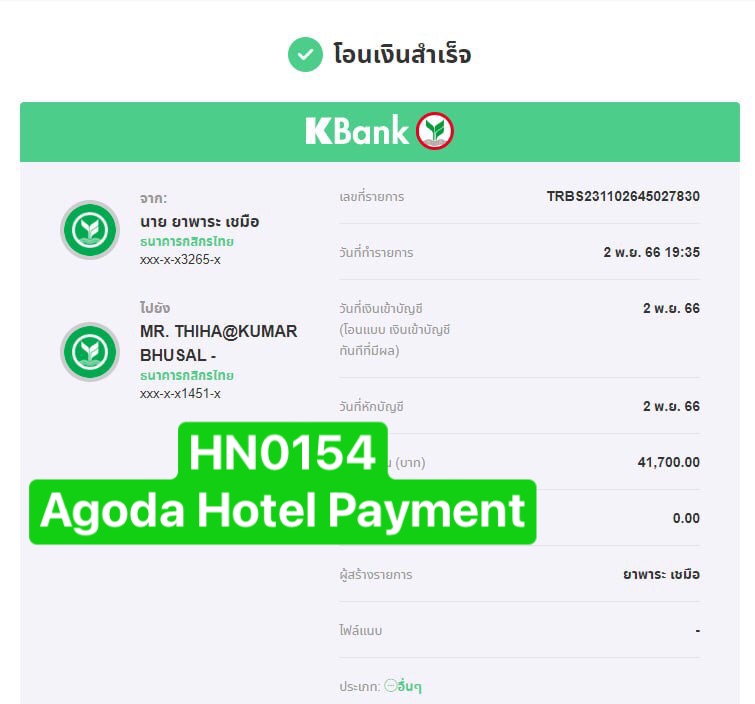 โอนเงินสำเร็จ
KBank
จาก:
นาย ยาพาระ เชมือ
ธนาคารกสิกรไทย
xxx-x-x3265-x
ไปยัง
MR. THIHA@KUMAR
BHUSAL -
ธนาคารกสิกรไทย
xxx-x-x1451-x
เลขที่รายการ TRBS231102645027830
วันที่ทำรายการ 2 พ.ย. 66 19:35
วันที่เงินเข้าบัญชี 2 พ.ย. 66
(โอนแบบ เงินเข้าบัญชี
ทันทีที่มีผล)
วันที่หักบัญชี 2 พ.ย. 66
(บาท) 41,700.00
0.00
HN0154
Agoda Hotel Payment
ผู้สร้างรายการ ยาพาระ เชมือ
ไฟล์แนบ -
ประเภท: อื่นๆ